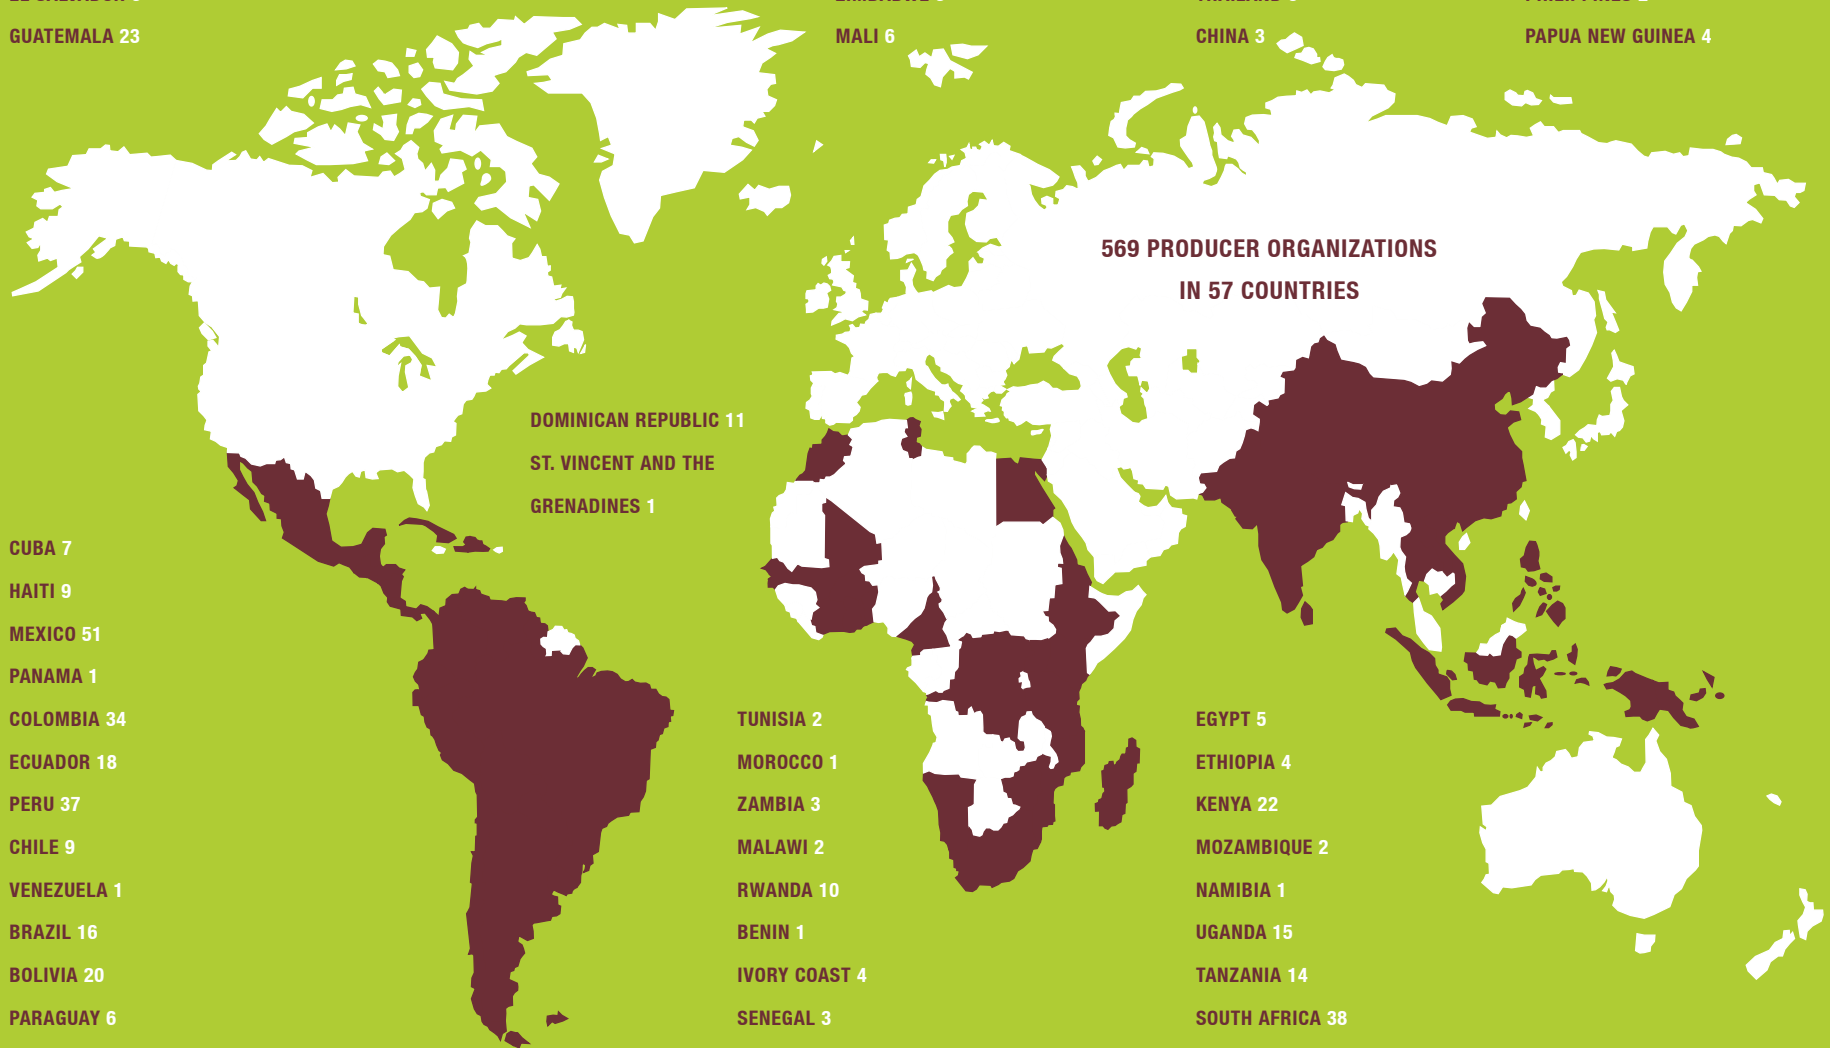 GUATEMALA 23
MALI 6
CHINA 3
PAPUA NEW GUINEA 4
569 PRODUCER ORGANIZATIONS
IN 57 COUNTRIES
DOMINICAN REPUBLIC 11
ST. VINCENT AND THE
GRENADINES 1
CUBA 7
HAITI 9
MEXICO 51
PANAMA 1
COLOMBIA 34
ECUADOR 18
PERU 37
CHILE 9
VENEZUELA 1
BRAZIL 16
BOLIVIA 20
PARAGUAY 6
TUNISIA 2
MOROCCO 1
ZAMBIA 3
MALAWI 2
RWANDA 10
BENIN 1
IVORY COAST 4
SENEGAL 3
EGYPT 5
ETHIOPIA 4
KENYA 22
MOZAMBIQUE 2
NAMIBIA 1
UGANDA 15
TANZANIA 14
SOUTH AFRICA 38